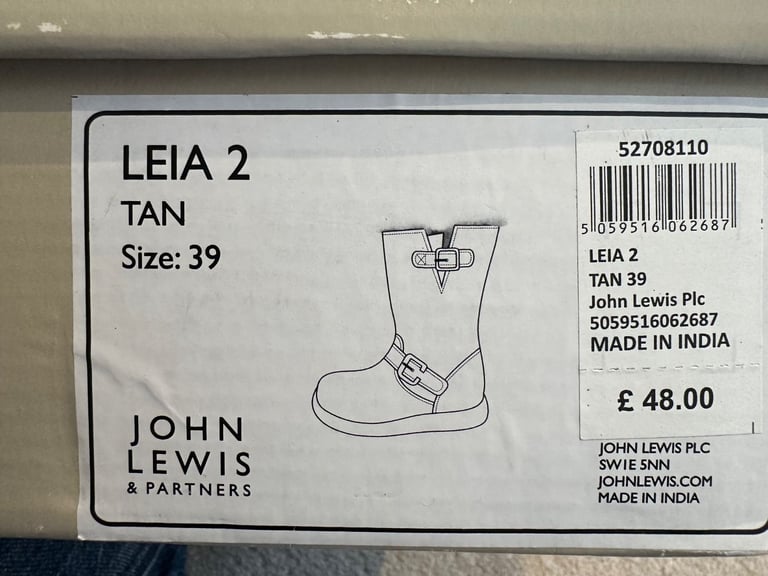 LEIA 2
TAN
Size: 39
JOHN
LEWIS
& PARTNERS
52708110
5 059516 062687
LEIA 2
TAN 39
John Lewis Plc
5059516062687
MADE IN INDIA
£ 48.00
JOHN LEWIS PLC
SW1E 5NN
JOHNLEWIS.COM
MADE IN INDIA